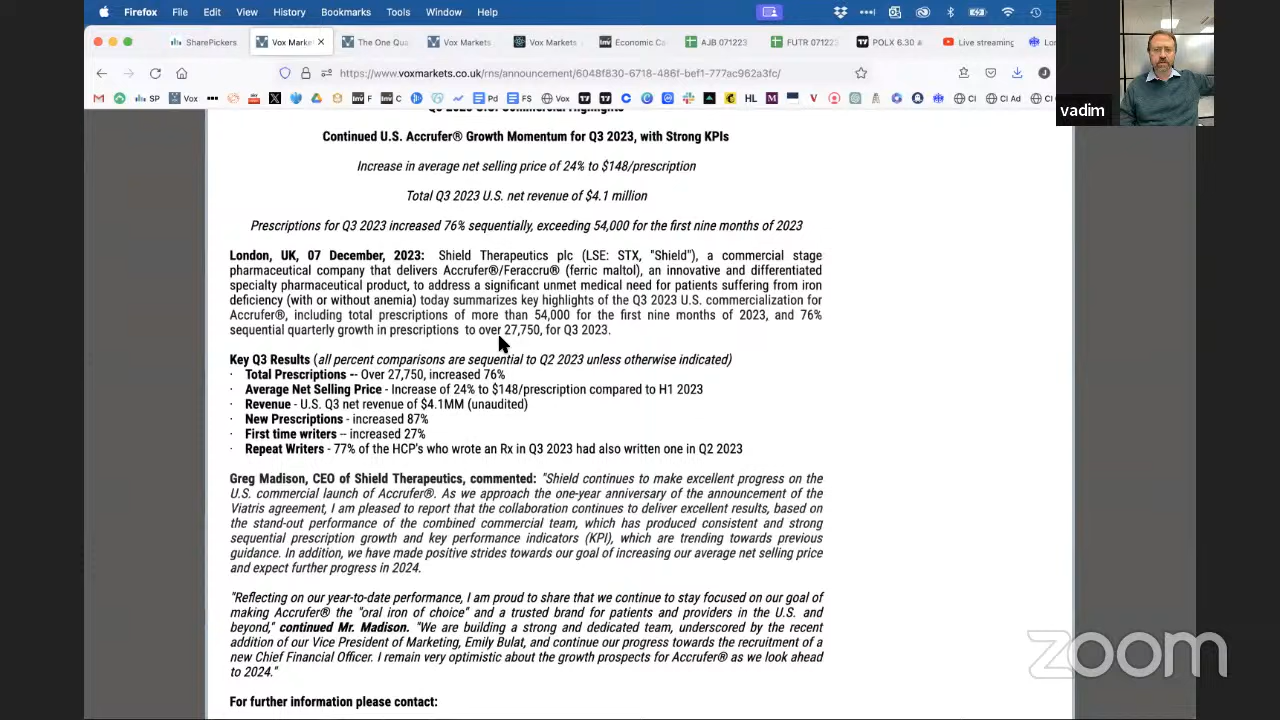 Firefox File Edit View History Bookmarks Tools Window Help
SharePickers Vox Marke The One Qua Vox Markets Vox Markets Economic Ca AJB 071223 FUTR 071223 POLX 6.30 & Live streaming Lon
https://www.voxmarkets.co.uk/rns/announcement/6048f830-6718-486f-bef1-777ac962a3fc/
SP Vox F C Pd FS Vox HL M V CI CI Ad CI
vadim
Continued U.S. Accrufer® Growth Momentum for Q3 2023, with Strong KPIs
Increase in average net selling price of 24% to $148/prescription
Total Q3 2023 U.S. net revenue of $4.1 million
Prescriptions for Q3 2023 increased 76% sequentially, exceeding 54,000 for the first nine months of 2023
London, UK, 07 December, 2023: Shield Therapeutics plc (LSE: STX, "Shield"), a commercial stage
pharmaceutical company that delivers Accrufer®/Feraccru® (ferric maltol), an innovative and differentiated
specialty pharmaceutical product, to address a significant unmet medical need for patients suffering from iron
deficiency (with or without anemia) today summarizes key highlights of the Q3 2023 U.S. commercialization for
Accrufer®, including total prescriptions of more than 54,000 for the first nine months of 2023, and 76%
sequential quarterly growth in prescriptions to over 27,750, for Q3 2023.
Key Q3 Results (all percent comparisons are sequential to Q2 2023 unless otherwise indicated)
· Total Prescriptions -- Over 27,750, increased 76%
· Average Net Selling Price - Increase of 24% to $148/prescription compared to H1 2023
· Revenue - U.S. Q3 net revenue of $4.1MM (unaudited)
· New Prescriptions - increased 87%
· First time writers -- increased 27%
· Repeat Writers - 77% of the HCP's who wrote an Rx in Q3 2023 had also written one in Q2 2023
Greg Madison, CEO of Shield Therapeutics, commented: "Shield continues to make excellent progress on the
U.S. commercial launch of Accrufer®. As we approach the one-year anniversary of the announcement of the
Viatris agreement, I am pleased to report that the collaboration continues to deliver excellent results, based on
the stand-out performance of the combined commercial team, which has produced consistent and strong
sequential prescription growth and key performance indicators (KPI), which are trending towards previous
guidance. In addition, we have made positive strides towards our goal of increasing our average net selling price
and expect further progress in 2024.
"Reflecting on our year-to-date performance, I am proud to share that we continue to stay focused on our goal of
making Accrufer® the "oral iron of choice" and a trusted brand for patients and providers in the U.S. and
beyond," continued Mr. Madison. "We are building a strong and dedicated team, underscored by the recent
addition of our Vice President of Marketing, Emily Bulat, and continue our progress towards the recruitment of a
new Chief Financial Officer. I remain very optimistic about the growth prospects for Accrufer® as we look ahead
to 2024."
For further information please contact:
zoom